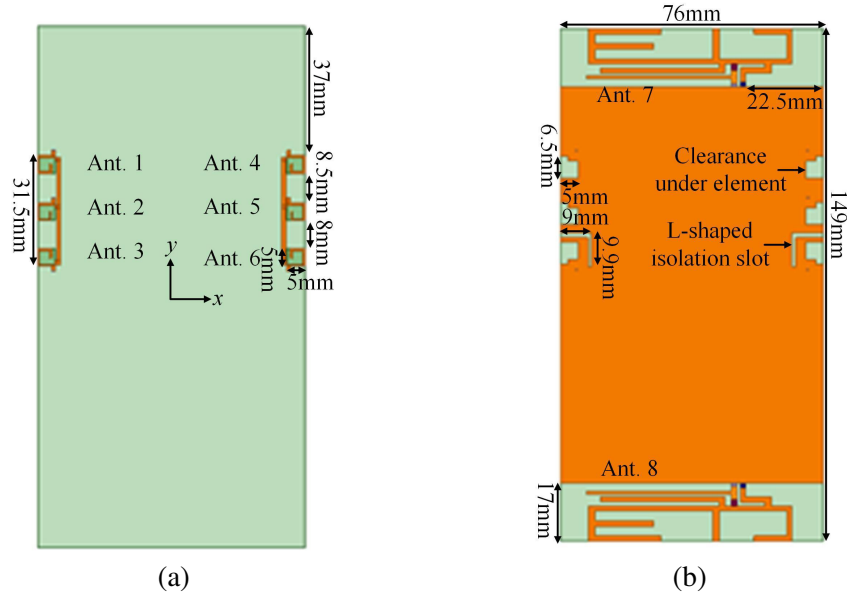 37mm
Ant. 1
Ant. 4
8.5mm
31.5mm
Ant. 2
Ant. 5
8mm
Ant. 3
y
Ant. 6
5mm
5mm
x
(a)
76mm
Ant. 7
22.5mm
6.5mm
Clearance
under element
5mm
9mm
149mm
L-shaped
isolation slot
9.9mm
Ant. 8
17mm
(b)